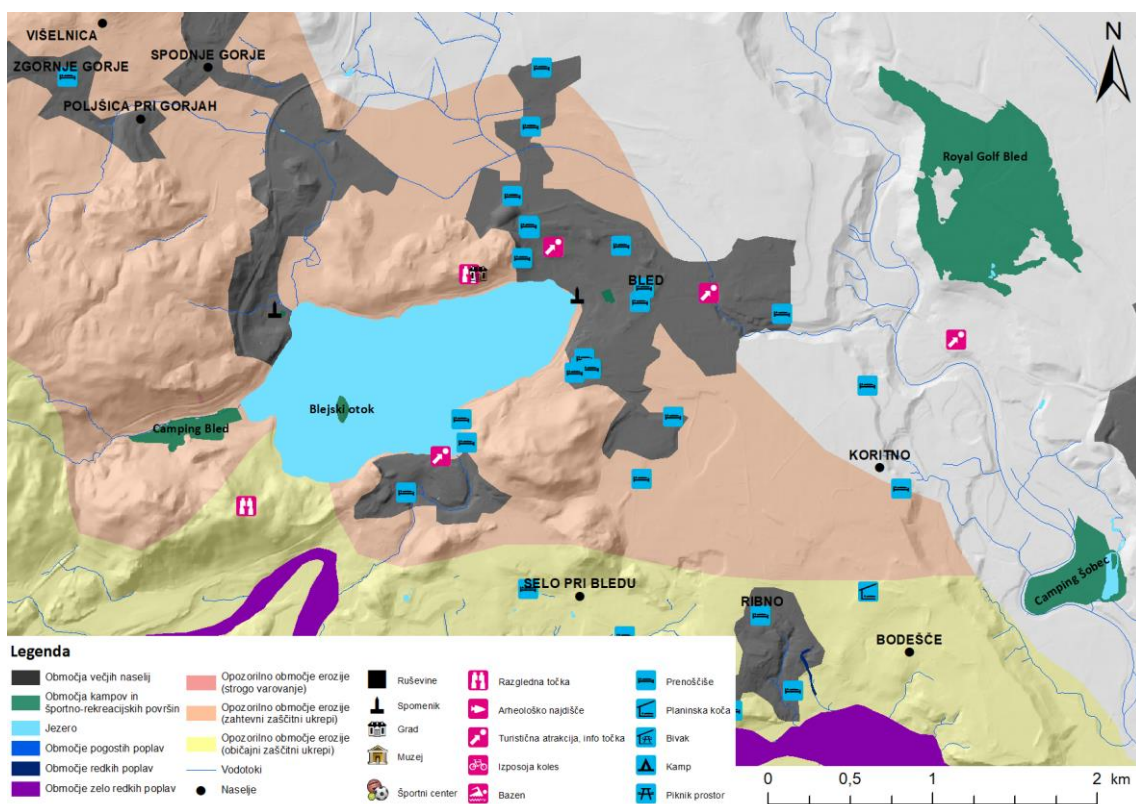 VIŠELNICA
ZGORNJE GORJE
SPODNJE GORJE
POLJŠICA PRI GORJAH
N
Royal Golf Bled
BLED
Blejski otok
Camping Bled
KORITNO
SELO PRI BLEDU
RIBNO
BODEŠČE
Camping Šobec
Legenda
Območja večjih naselij
Območja kampov in
športno-rekreacijskih površin
Jezero
Območje pogostih poplav
Območje redkih poplav
Območje zelo redkih poplav
Opozorilno območje erozije
(strogo varovanje)
Opozorilno območje erozije
(zahtevni zaščitni ukrepi)
Opozorilno območje erozije
(običajni zaščitni ukrepi)
Vodotoki
Naselje
Ruševine
Spomenik
Grad
Muzej
Športni center
Razgledna točka
Arheološko najdišče
Turistična atrakcija, info točka
Izposoja koles
Bazen
Prenoščiše
Planinska koča
Bivak
Kamp
Piknik prostor
0 0,5 1 2 km